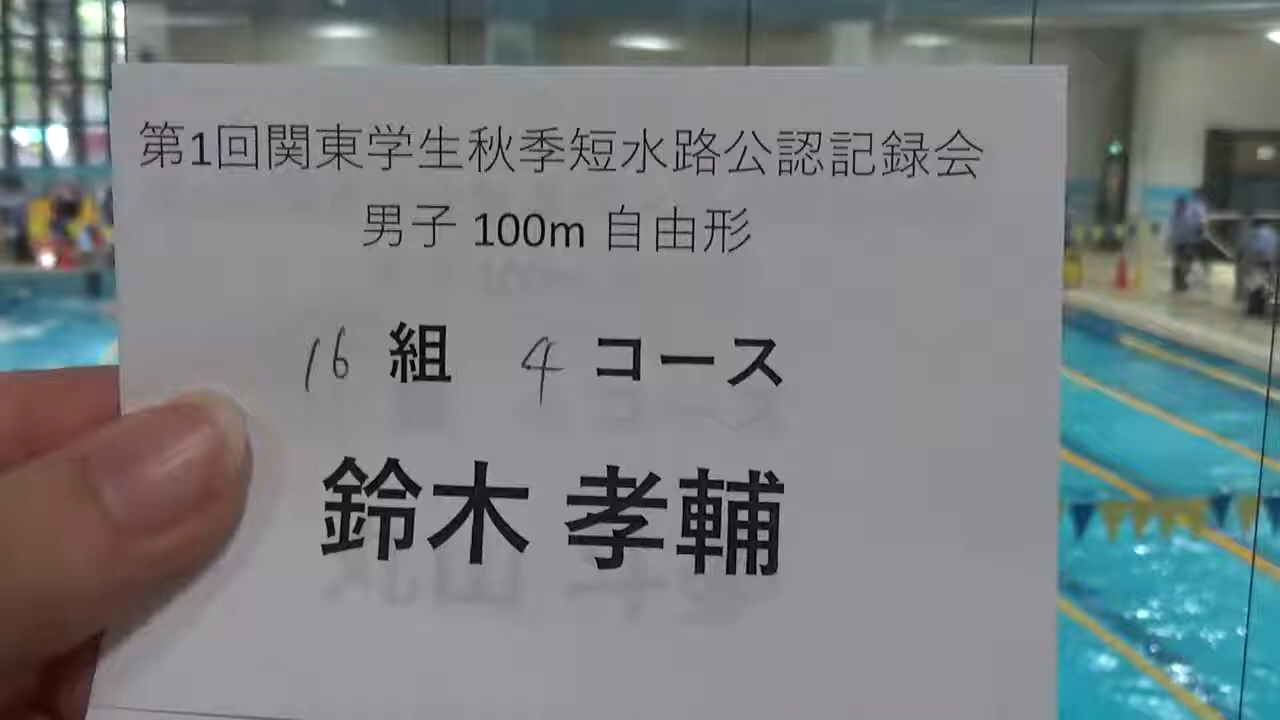 第1回関東学生秋季短水路公認記録会
男子 100m 自由形
16 組 4 コース
鈴木 孝輔